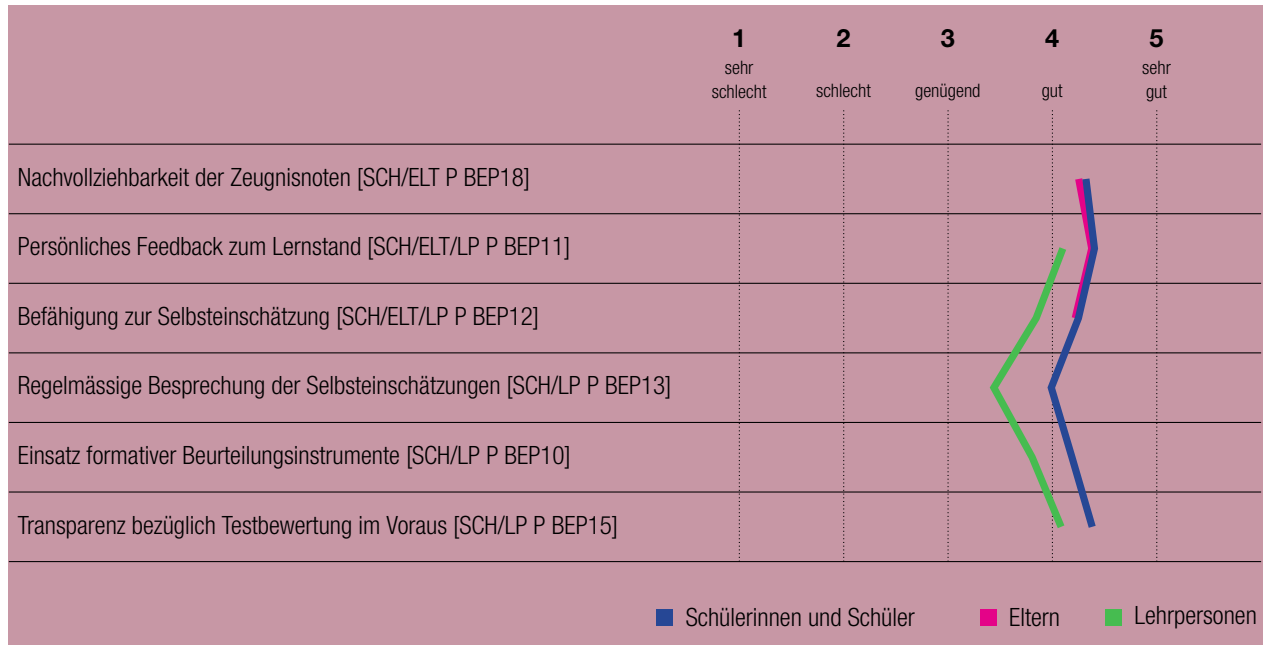 1 2 3 4 5
sehr schlecht schlecht genügend gut sehr gut
Nachvollziehbarkeit der Zeugnisnoten [SCH/ELT P BEP18]
Persönliches Feedback zum Lernstand [SCH/ELT/LP P BEP11]
Befähigung zur Selbsteinschätzung [SCH/ELT/LP P BEP12]
Regelmässige Besprechung der Selbsteinschätzungen [SCH/LP P BEP13]
Einsatz formativer Beurteilungsinstrumente [SCH/LP P BEP10]
Transparenz bezüglich Testbewertung im Voraus [SCH/LP P BEP15]
Schülerinnen und Schüler Eltern Lehrpersonen